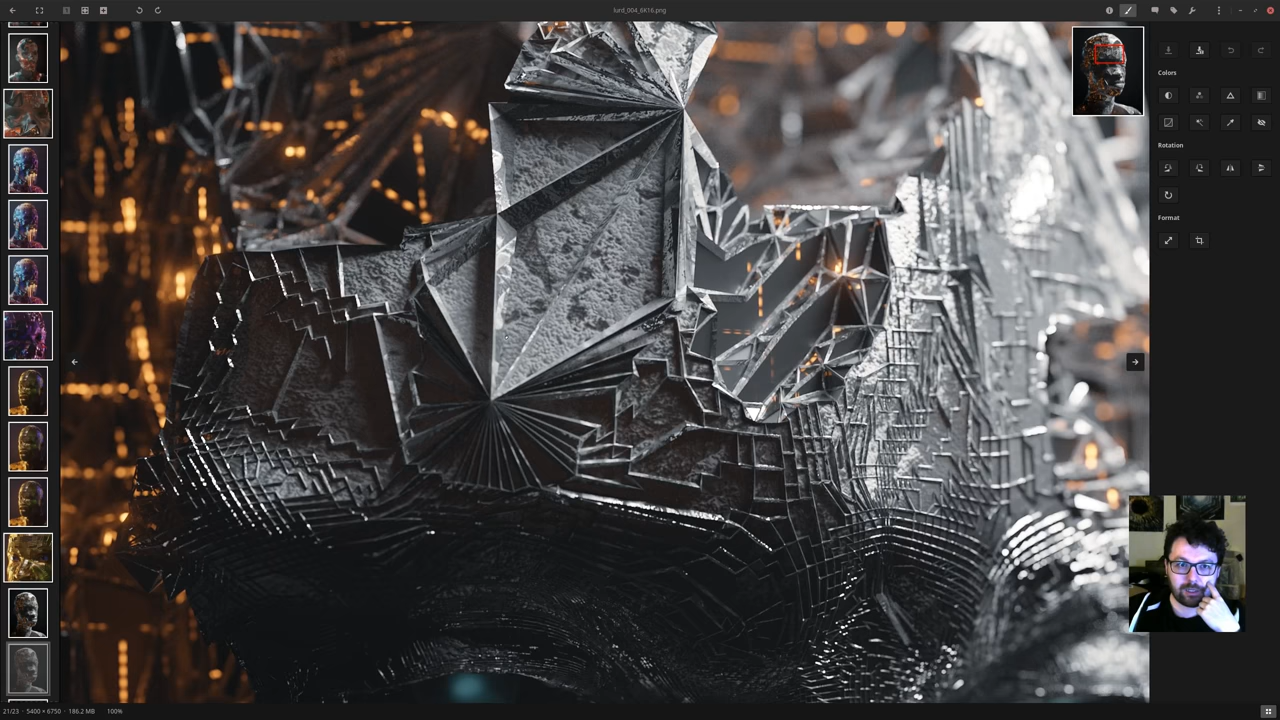 lurd_004_6K16.png
Colors
Rotation
Format
21/23 · 5400 × 6750 · 186.2 MB 100%